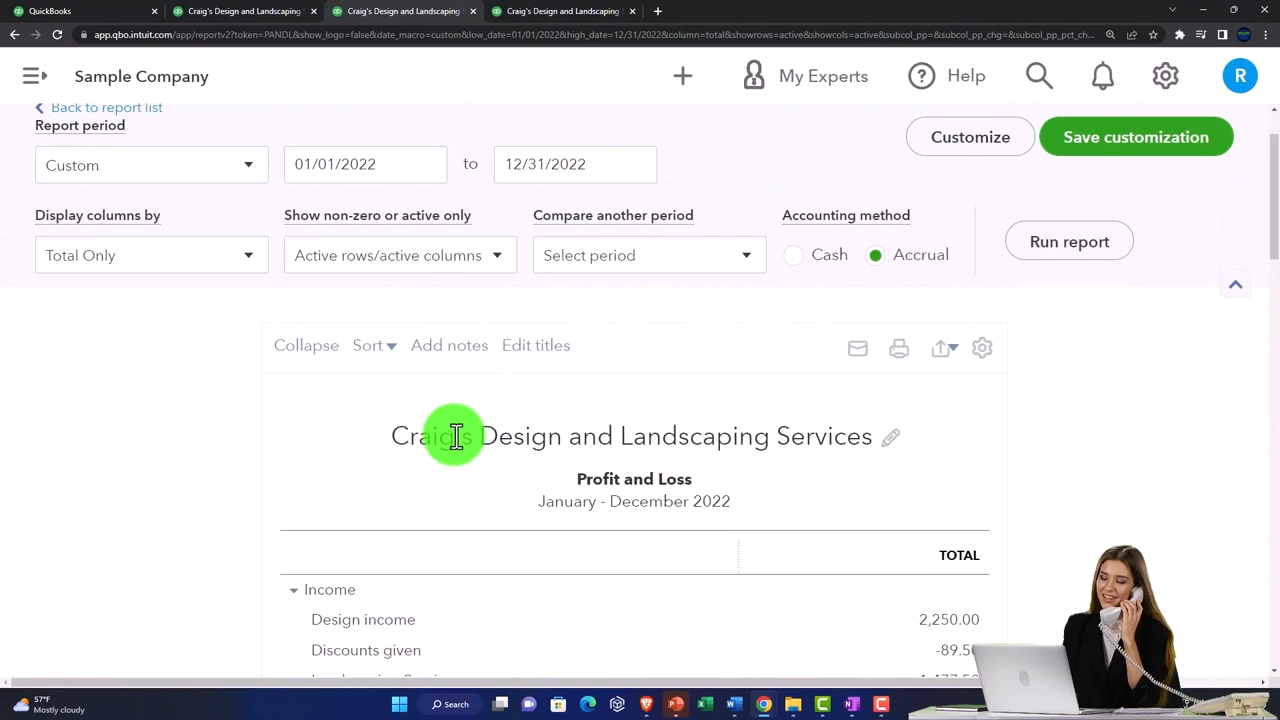 QuickBooks
Craig's Design and Landscaping
Craig's Design and Landscaping
Craig's Design and Landscaping
Sample Company
My Experts
Help
R
Back to report list
Report period
Customize
Save customization
Custom
01/01/2022
to
12/31/2022
Display columns by
Show non-zero or active only
Compare another period
Accounting method
Total Only
Active rows/active columns
Select period
Cash
Accrual
Run report
Collapse
Sort
Add notes
Edit titles
Craig's Design and Landscaping Services
Profit and Loss
January - December 2022
TOTAL
Income
Design income 2,250.00
Discounts given
57°F
Mostly cloudy
Search